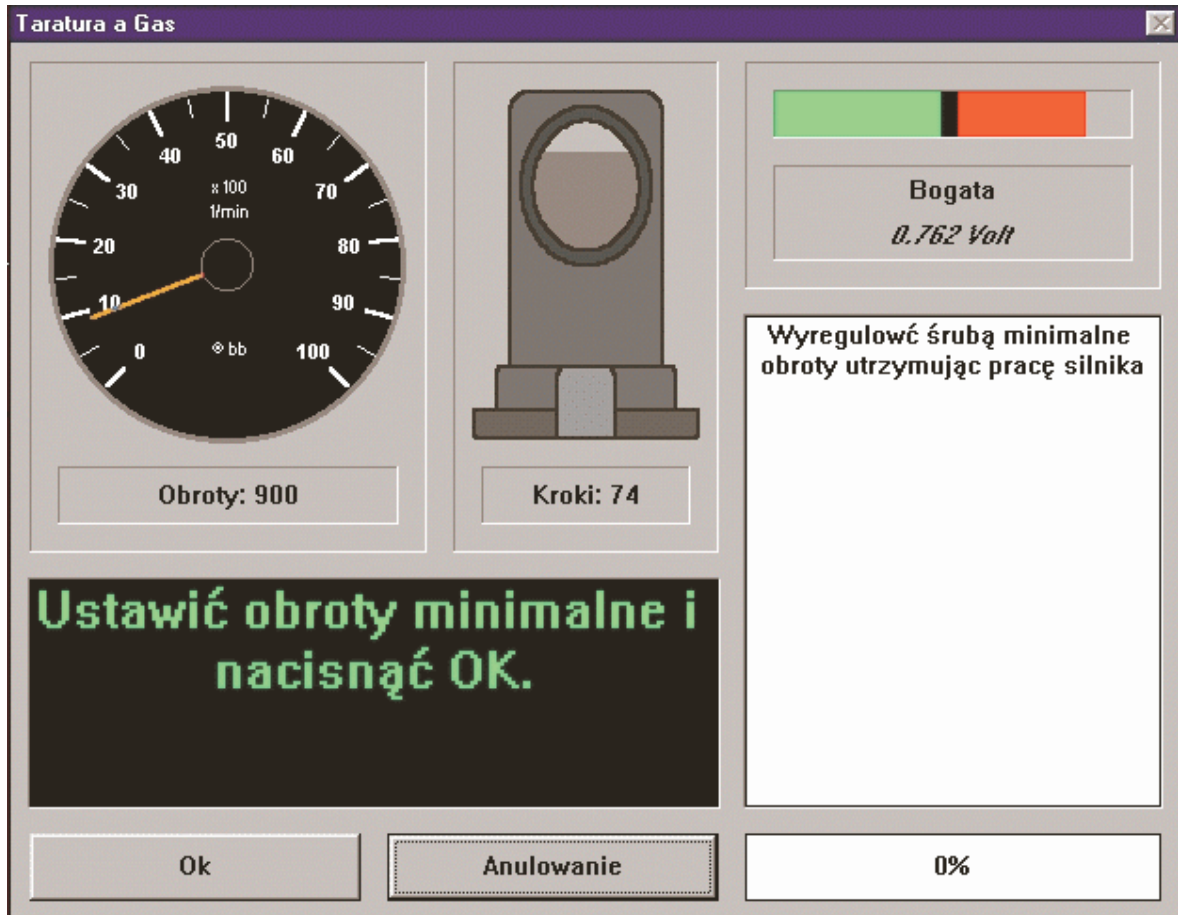 Taratura a Gas
0
10
20
30
40
50
60
70
80
90
100
x 100
1/min
bb
Obroty: 900
Kroki: 74
Bogata
0.762 Volt
Wyregulowć śrubą minimalne
obroty utrzymując pracę silnika
Ustawić obroty minimalne i
nacisnąć OK.
Ok
Anulowanie
0%